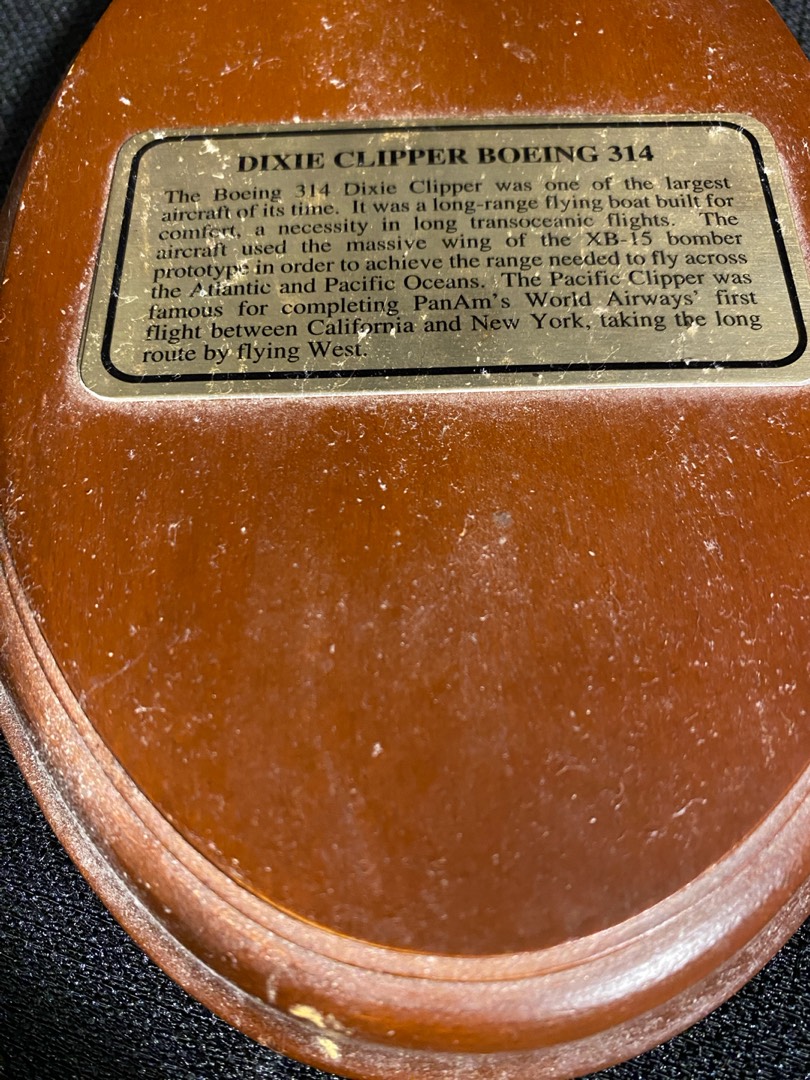 DIXIE CLIPPER BOEING 314
The Boeing 314 Dixie Clipper was one of the largest
aircraft of its time. It was a long-range flying boat built for
comfort, a necessity in long transoceanic flights. The
aircraft used the massive wing of the XB-15 bomber
prototype in order to achieve the range needed to fly across
the Atlantic and Pacific Oceans. The Pacific Clipper was
famous for completing PanAm's World Airways' first
flight between California and New York, taking the long
route by flying West.